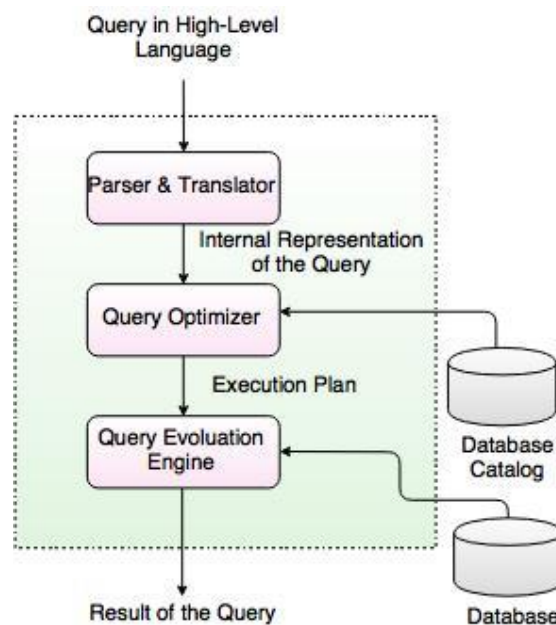 Query in High-Level
Language
Parser & Translator
Internal Representation
of the Query
Query Optimizer
Execution Plan
Query Evoluation
Engine
Database
Catalog
Result of the Query
Database